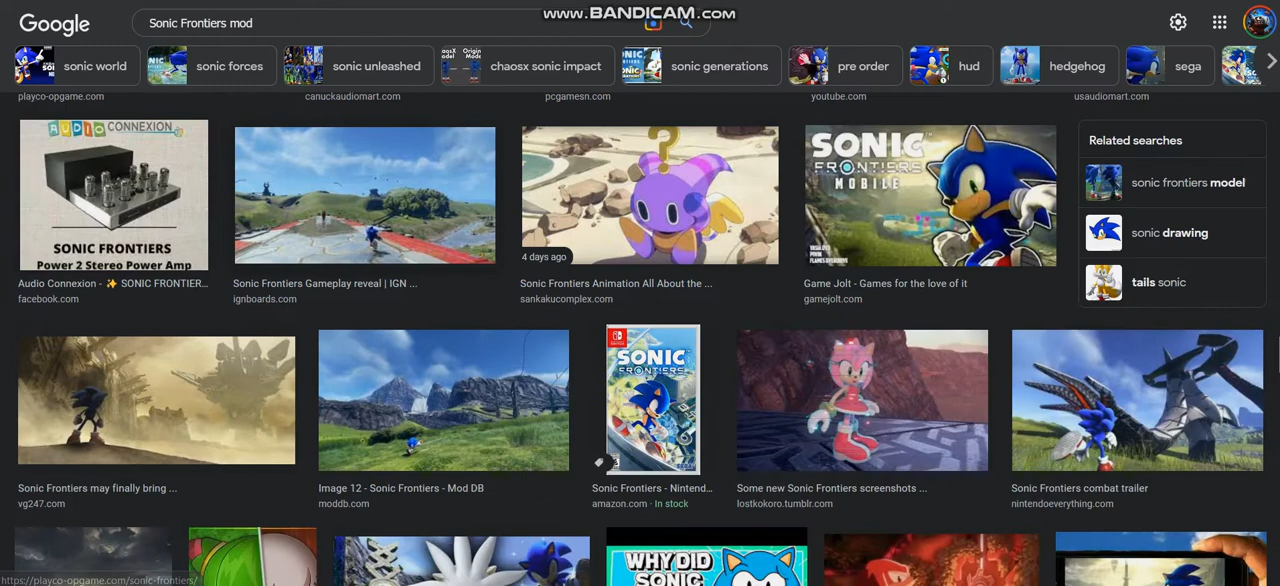 www.BANDICAM.com
Google
Sonic Frontiers mod
sonic world
sonic forces
sonic unleashed
chaosx sonic impact
sonic generations
pre order
hud
hedgehog
sega
playco-opgame.com
canuckaudiomart.com
pcgamesn.com
youtube.com
usaudiomart.com
AUDIO CONNEXION
SONIC FRONTIERS
Power 2 Stereo Power Amp
4 days ago
SONIC
FRONTIERS
MOBILE
Audio Connexion - ✨ SONIC FRONTIER...
facebook.com
Sonic Frontiers Gameplay reveal | IGN ...
ignboards.com
Sonic Frontiers Animation All About the ...
sankakucomplex.com
Game Jolt - Games for the love of it
gamejolt.com
Related searches
sonic frontiers model
sonic drawing
tails sonic
SONIC
FRONTIERS
SEGA
Sonic Frontiers may finally bring ...
vg247.com
Image 12 - Sonic Frontiers - Mod DB
moddb.com
Sonic Frontiers - Nintend...
amazon.com · In stock
Some new Sonic Frontiers screenshots ...
lostkokoro.tumblr.com
Sonic Frontiers combat trailer
nintendoeverything.com
WHY DID
SONIC
https://playco-opgame.com/sonic-frontiers/